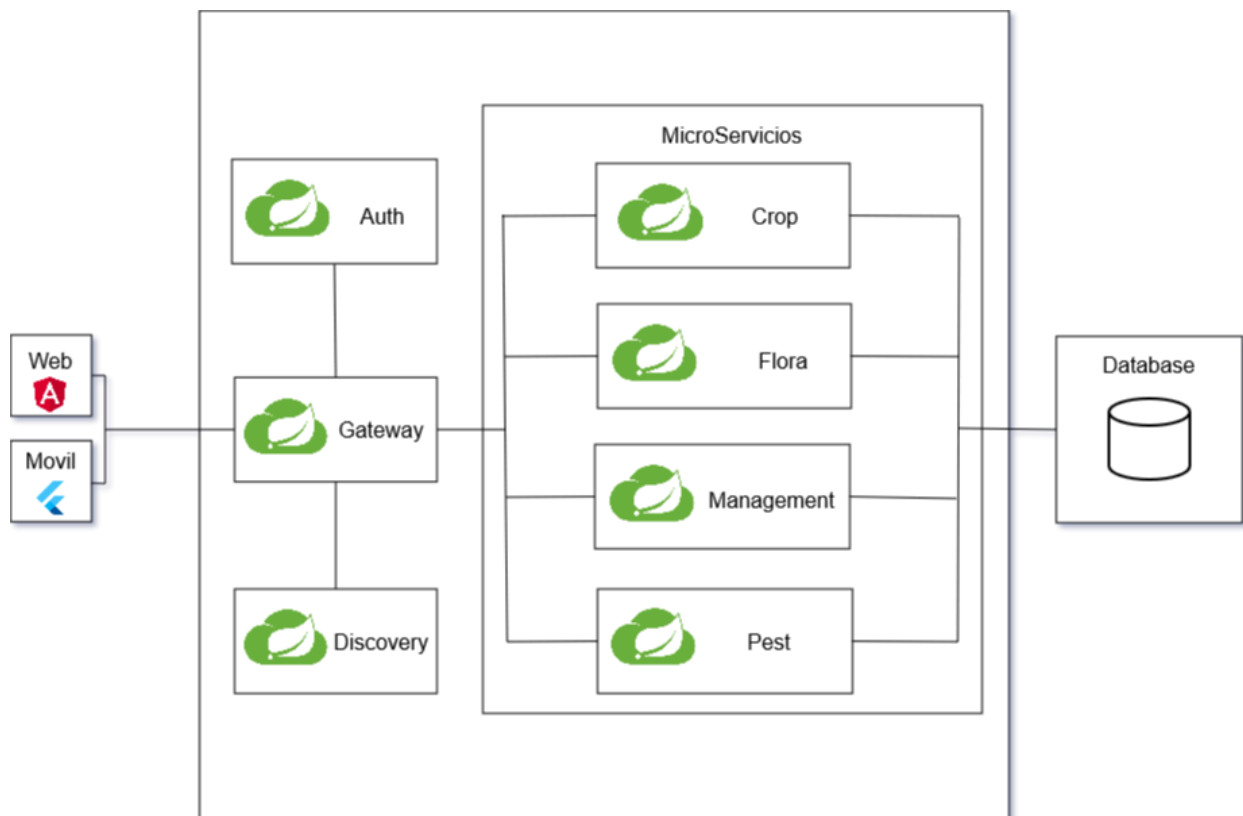 MicroServicios
Auth
Crop
Web
Movil
Gateway
Flora
Management
Discovery
Pest
Database